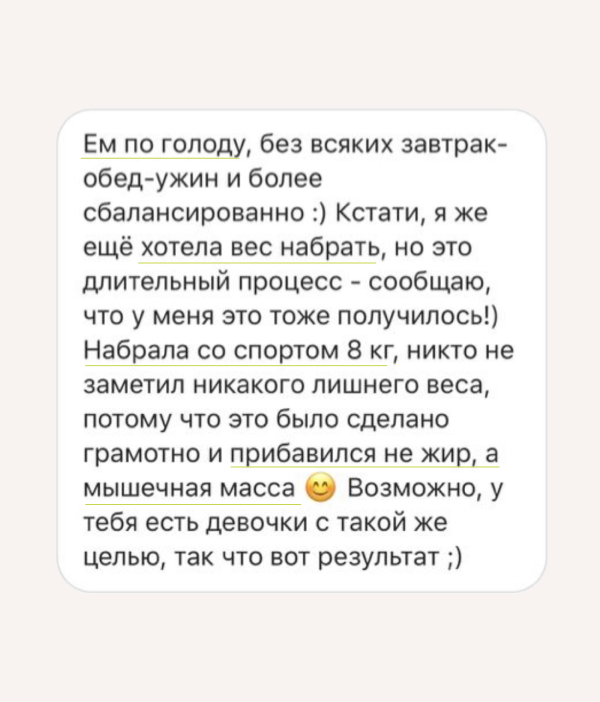 Ем по голоду, без всяких завтрак-
обед-ужин и более
сбалансированно :) Кстати, я же
ещё хотела вес набрать, но это
длительный процесс - сообщаю,
что у меня это тоже получилось!)
Набрала со спортом 8 кг, никто не
заметил никакого лишнего веса,
потому что это было сделано
грамотно и прибавился не жир, а
мышечная масса 😊 Возможно, у
тебя есть девочки с такой же
целью, так что вот результат ;)